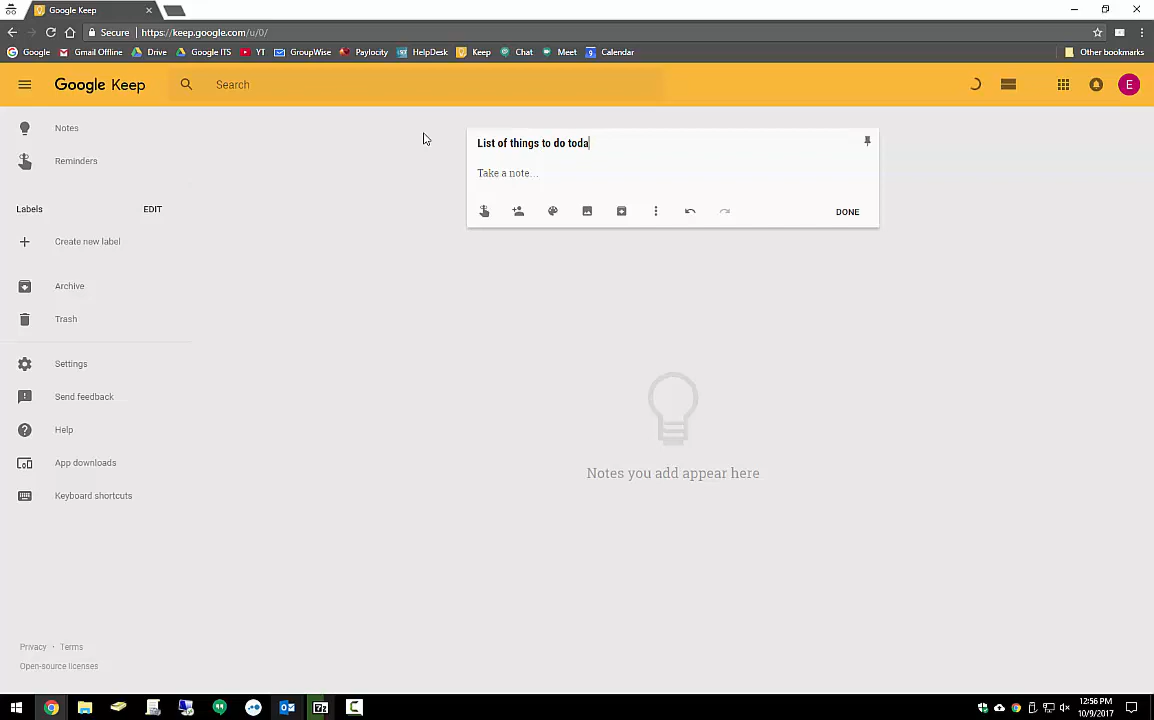 Google Keep
Secure
https://keep.google.com/u/0/
Google
Gmail Offline
Drive
Google ITS
YT
GroupWise
Paylocity
HelpDesk
Keep
Chat
Meet
9
Calendar
Other bookmarks
Google Keep
Search
E
Notes
Reminders
Labels
EDIT
Create new label
Archive
Trash
Settings
Send feedback
Help
App downloads
Keyboard shortcuts
List of things to do toda
Take a note…
DONE
Notes you add appear here
Privacy · Terms
Open-source licenses
12:56 PM
10/9/2017